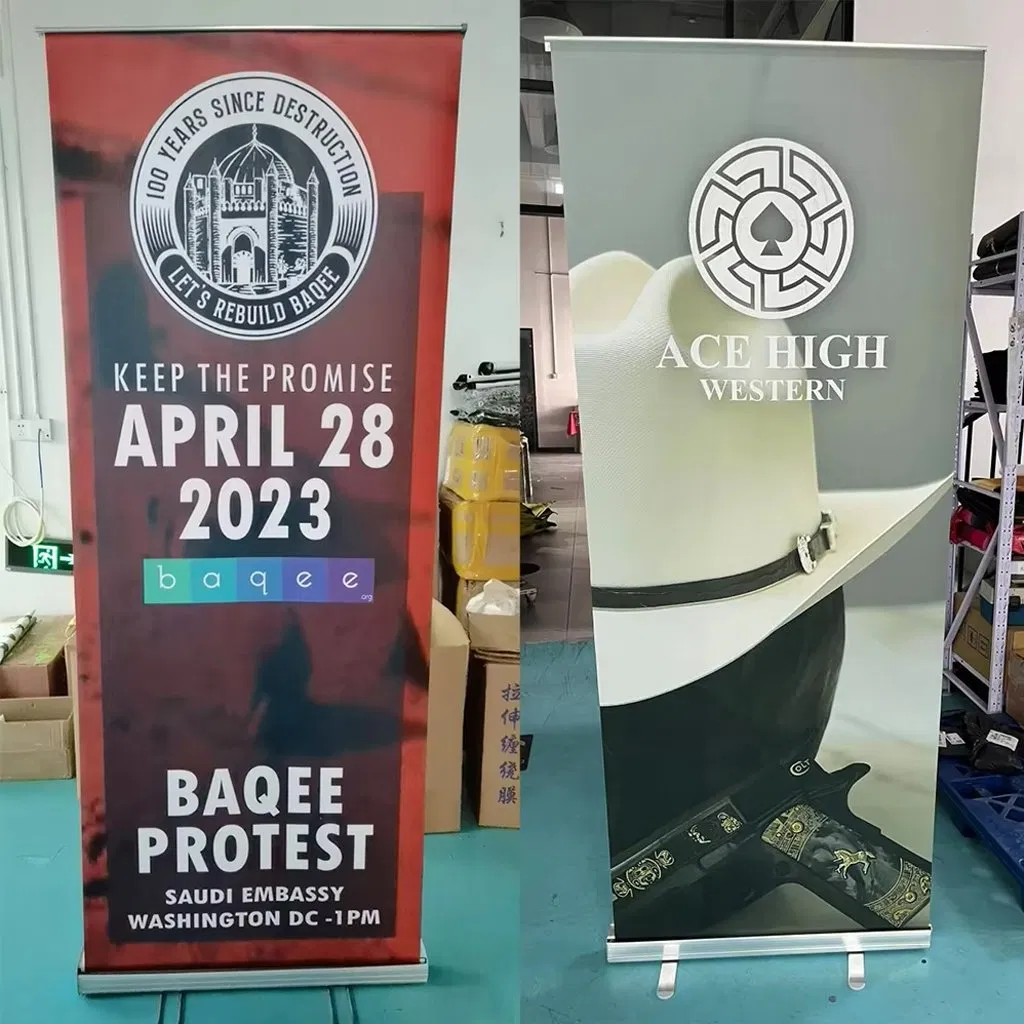 100 YEARS SINCE DESTRUCTION
LET'S REBUILD BAQEE
KEEP THE PROMISE
APRIL 28
2023
baqee
.org
BAQEE
PROTEST
SAUDI EMBASSY
WASHINGTON DC -1PM
拉伸缠绕膜
ACE HIGH
WESTERN
COLT